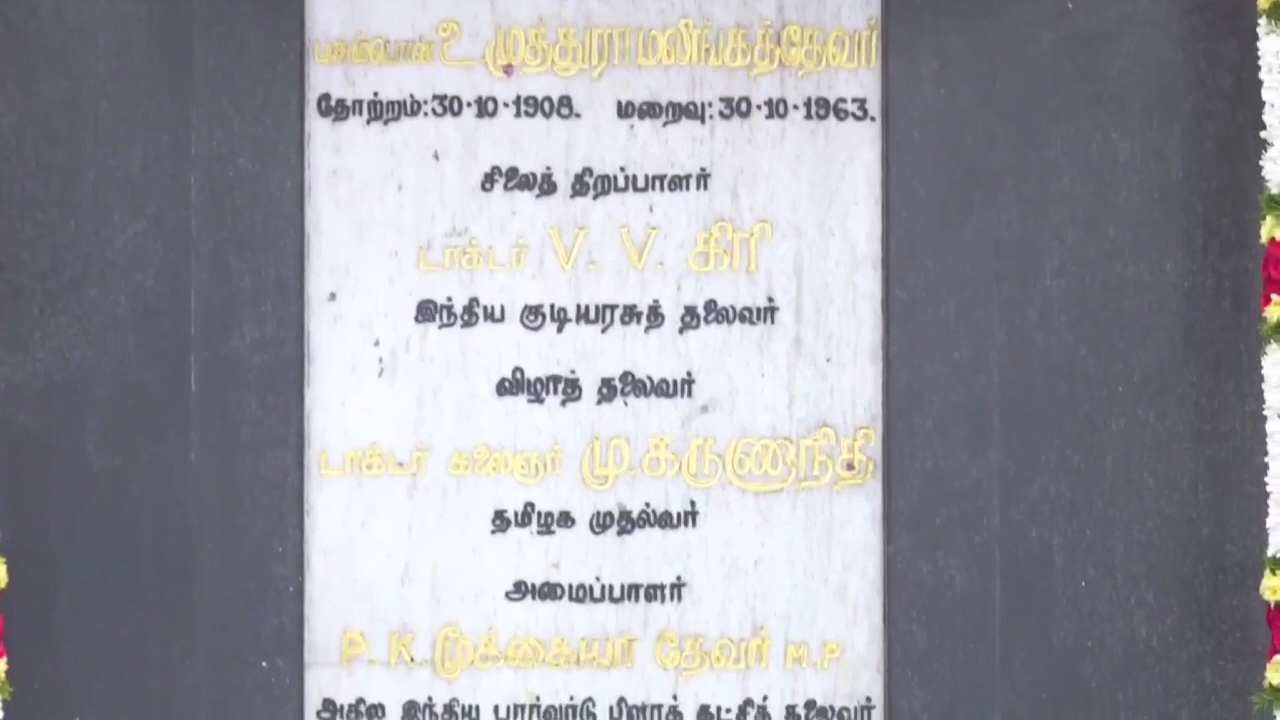 பசும்பொன் உ முத்துராமலிங்கத்தேவர்
தோற்றம்:30·10·1908. மறைவு:30·10·1963.
சிலைத் திறப்பாளர்
டாக்டர் V. V. கிரி
இந்திய குடியரசுத் தலைவர்
விழாத் தலைவர்
டாக்டர் கலைஞர் மு.கருணாநிதி
தமிழக முதல்வர்
அமைப்பாளர்
P. K. மூக்கையா தேவர் M.P.
அகில இந்திய பார்வர்டு பிளாக் கட்சித் தலைவர்